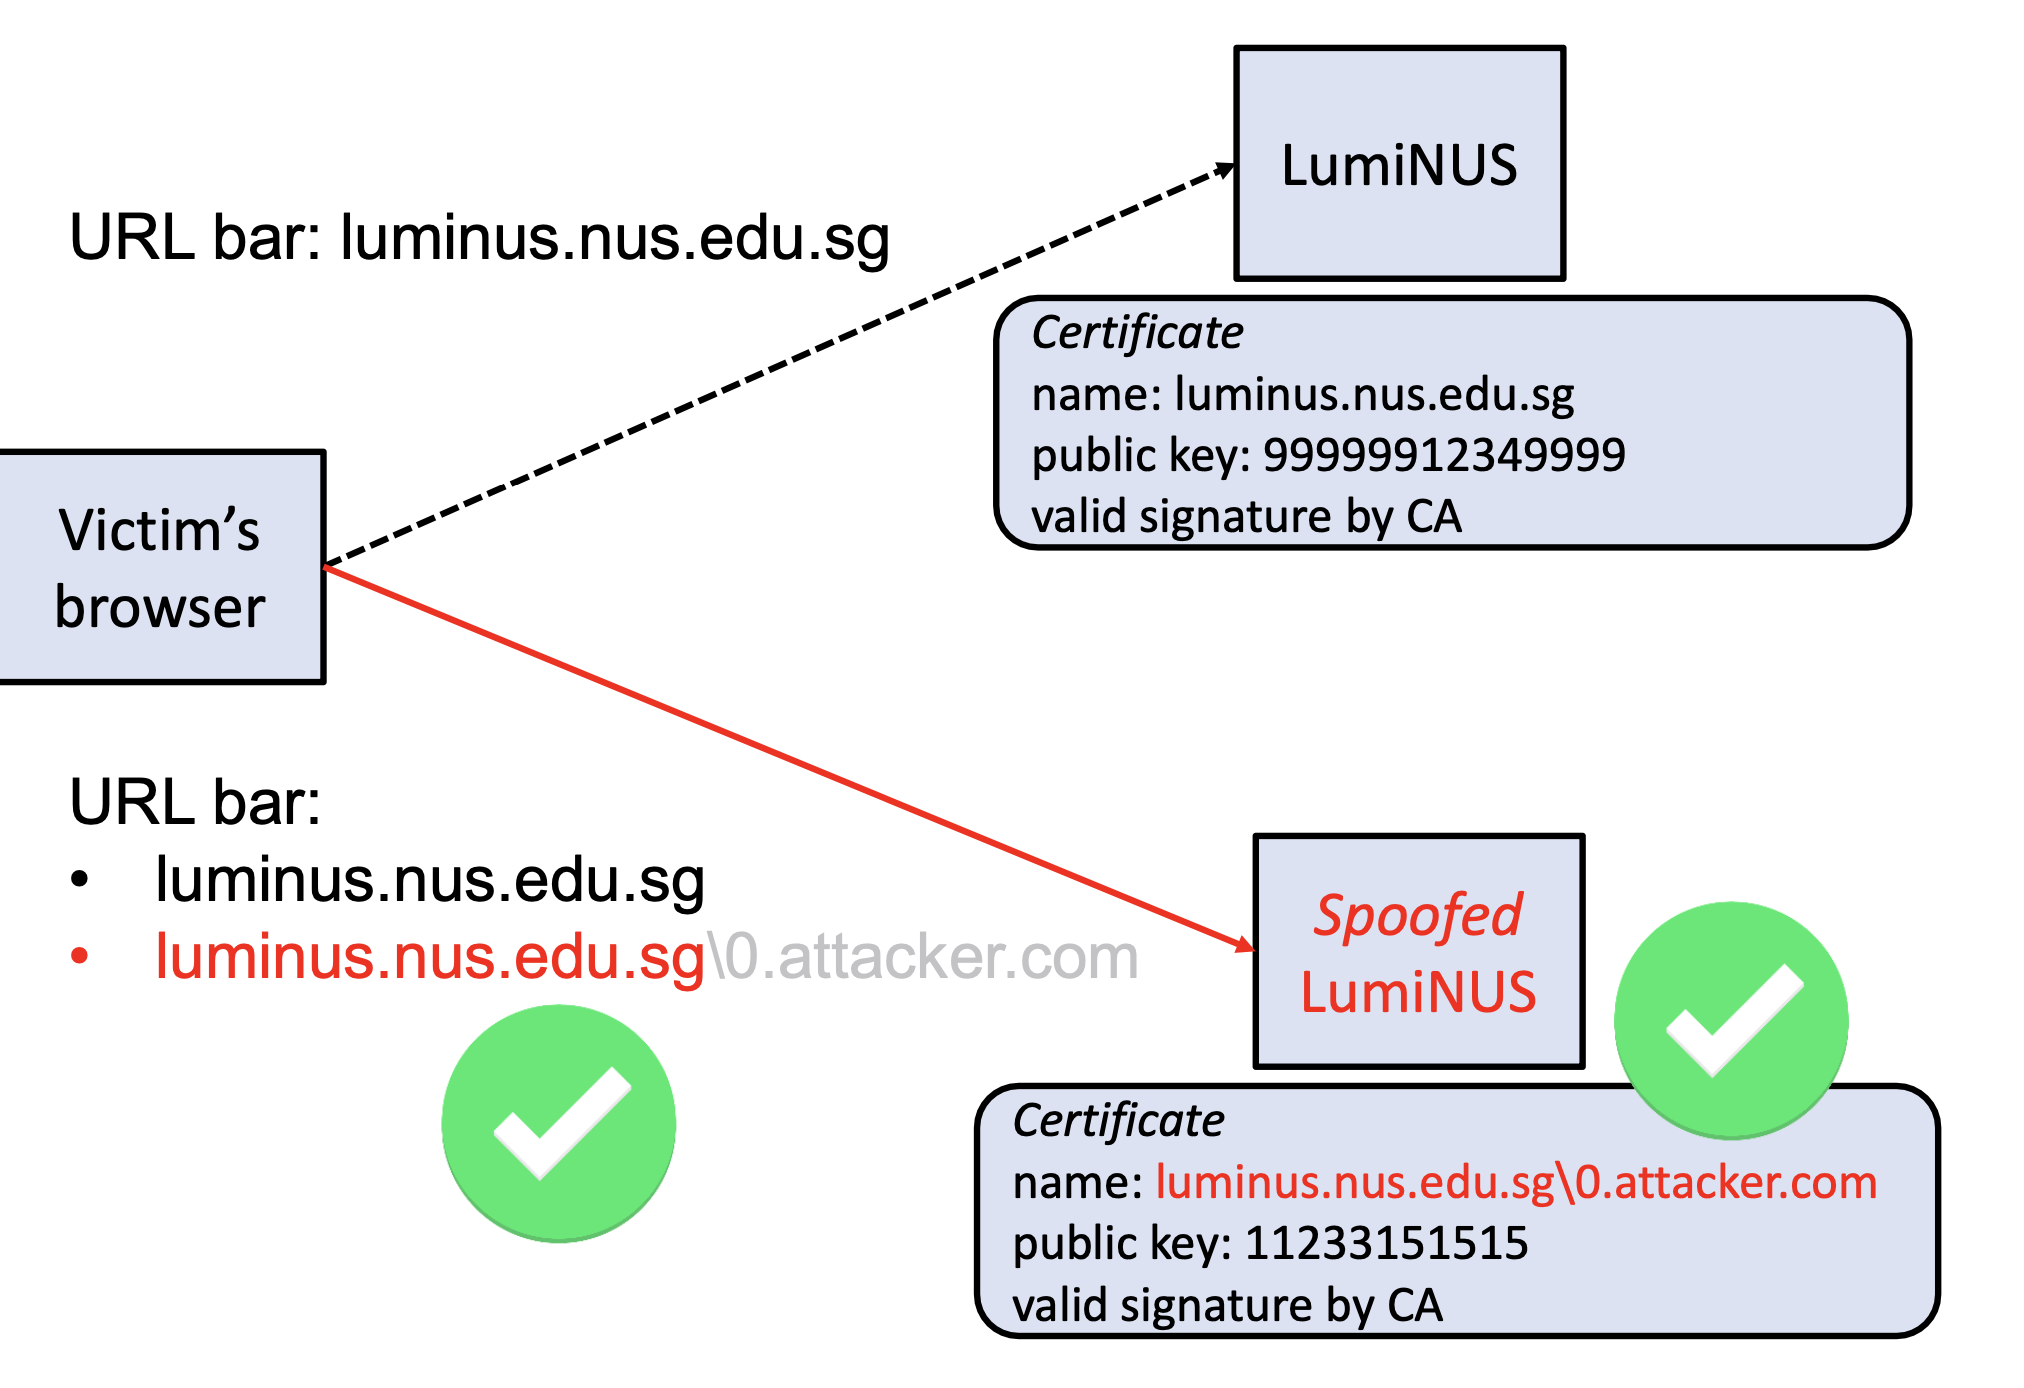 LumiNUS
URL bar: luminus.nus.edu.sg
Certificate
name: luminus.nus.edu.sg
public key: 99999912349999
valid signature by CA
Victim’s
browser
URL bar:
• luminus.nus.edu.sg
• luminus.nus.edu.sg\0.attacker.com
Spoofed
LumiNUS
Certificate
name: luminus.nus.edu.sg\0.attacker.com
public key: 11233151515
valid signature by CA